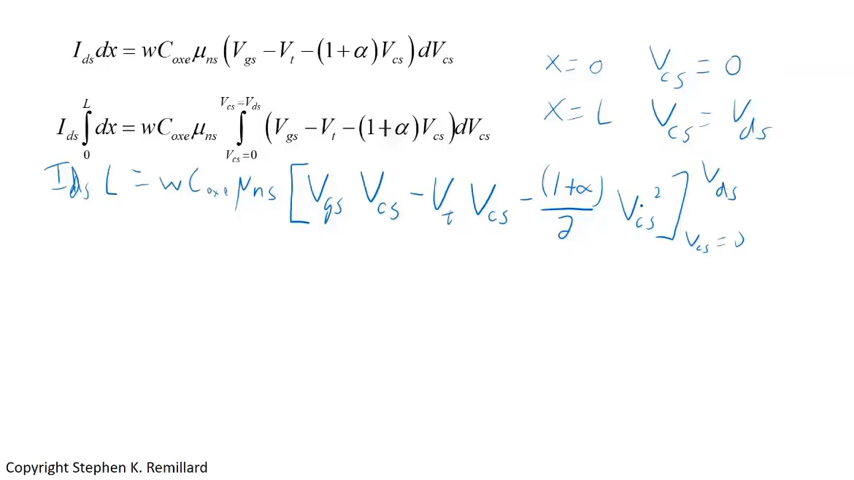 I_ds dx = wC_oxe μ_ns (V_gs − V_t − (1+α)V_cs) dV_cs
x = 0   V_cs = 0
I_ds ∫_0^L dx = wC_oxe μ_ns ∫_{V_cs=0}^{V_cs=V_ds} (V_gs − V_t − (1+α)V_cs) dV_cs
x = L   V_cs = V_ds
I_ds L = wC_oxe μ_ns [V_gs V_cs − V_t V_cs − (1+α)/2 V_cs^2]_{V_cs=0}^{V_ds}
Copyright Stephen K. Remillard